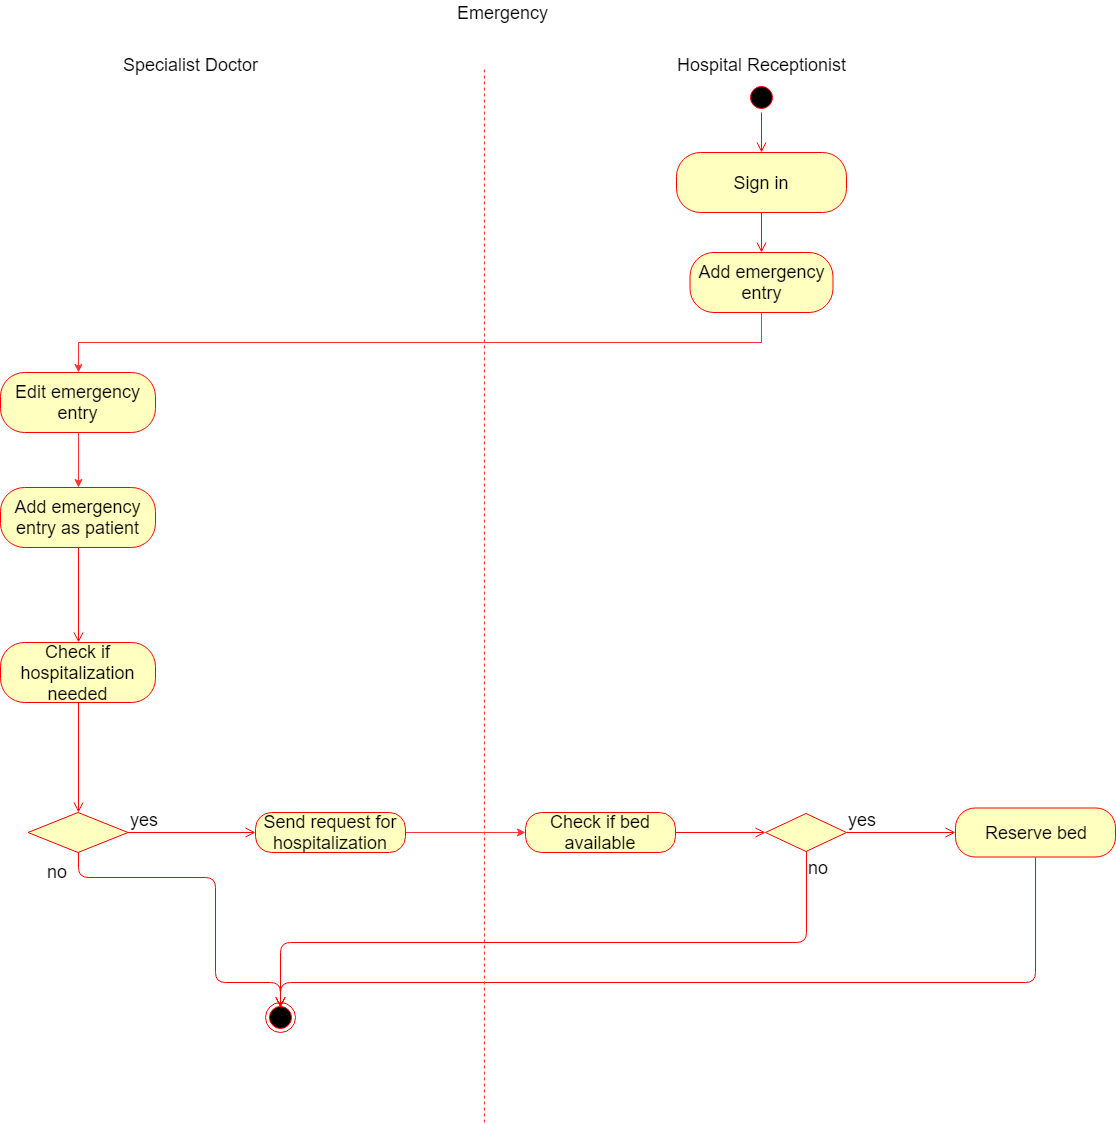 Emergency
Specialist Doctor
Hospital Receptionist
Sign in
Add emergency
entry
Edit emergency
entry
Add emergency
entry as patient
Check if
hospitalization
needed
yes
Send request for
hospitalization
Check if bed
available
yes
Reserve bed
no
no